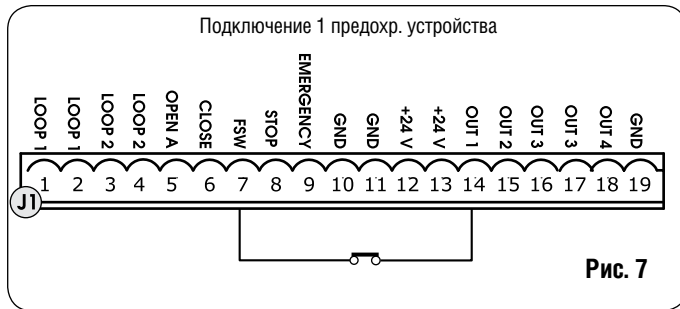 Подключение 1 предохр. устройства
LOOP 1 LOOP 1 LOOP 2 LOOP 2 OPEN A CLOSE FSW STOP EMERGENCY GND GND +24 V +24 V OUT 1 OUT 2 OUT 3 OUT 3 OUT 4 GND
1 2 3 4 5 6 7 8 9 10 11 12 13 14 15 16 17 18 19
J1
Рис. 7